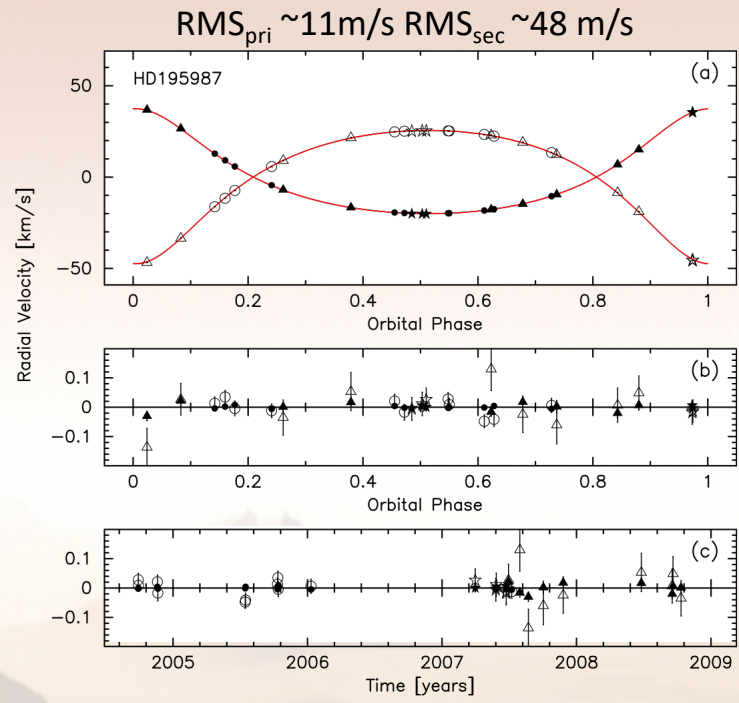 RMSpri ~11m/s RMSsec ~48 m/s
HD195987
(a)
Radial Velocity [km/s]
50
0
−50
0 0.2 0.4 0.6 0.8 1
Orbital Phase
(b)
0.1
0
−0.1
0 0.2 0.4 0.6 0.8 1
Orbital Phase
(c)
0.1
0
−0.1
2005 2006 2007 2008 2009
Time [years]